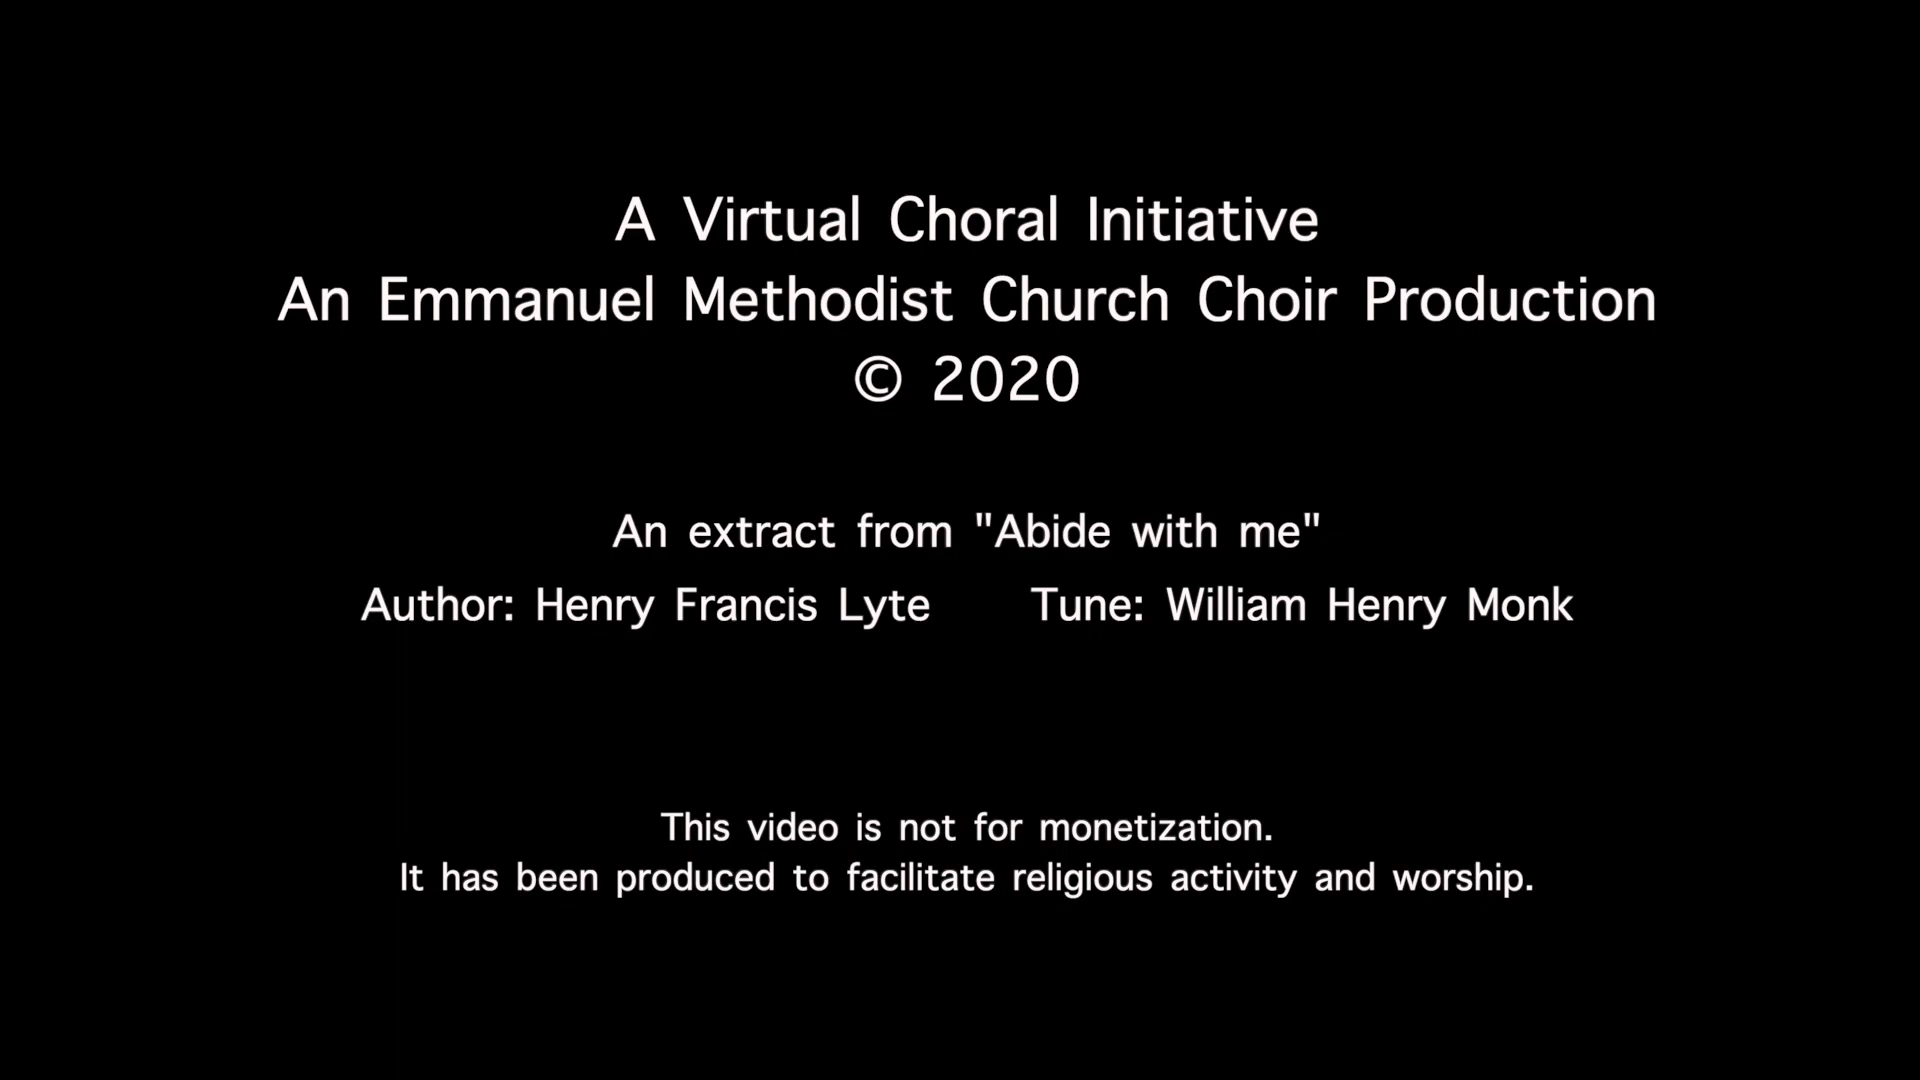 A Virtual Choral Initiative
An Emmanuel Methodist Church Choir Production
© 2020
An extract from "Abide with me"
Author: Henry Francis Lyte Tune: William Henry Monk
This video is not for monetization.
It has been produced to facilitate religious activity and worship.